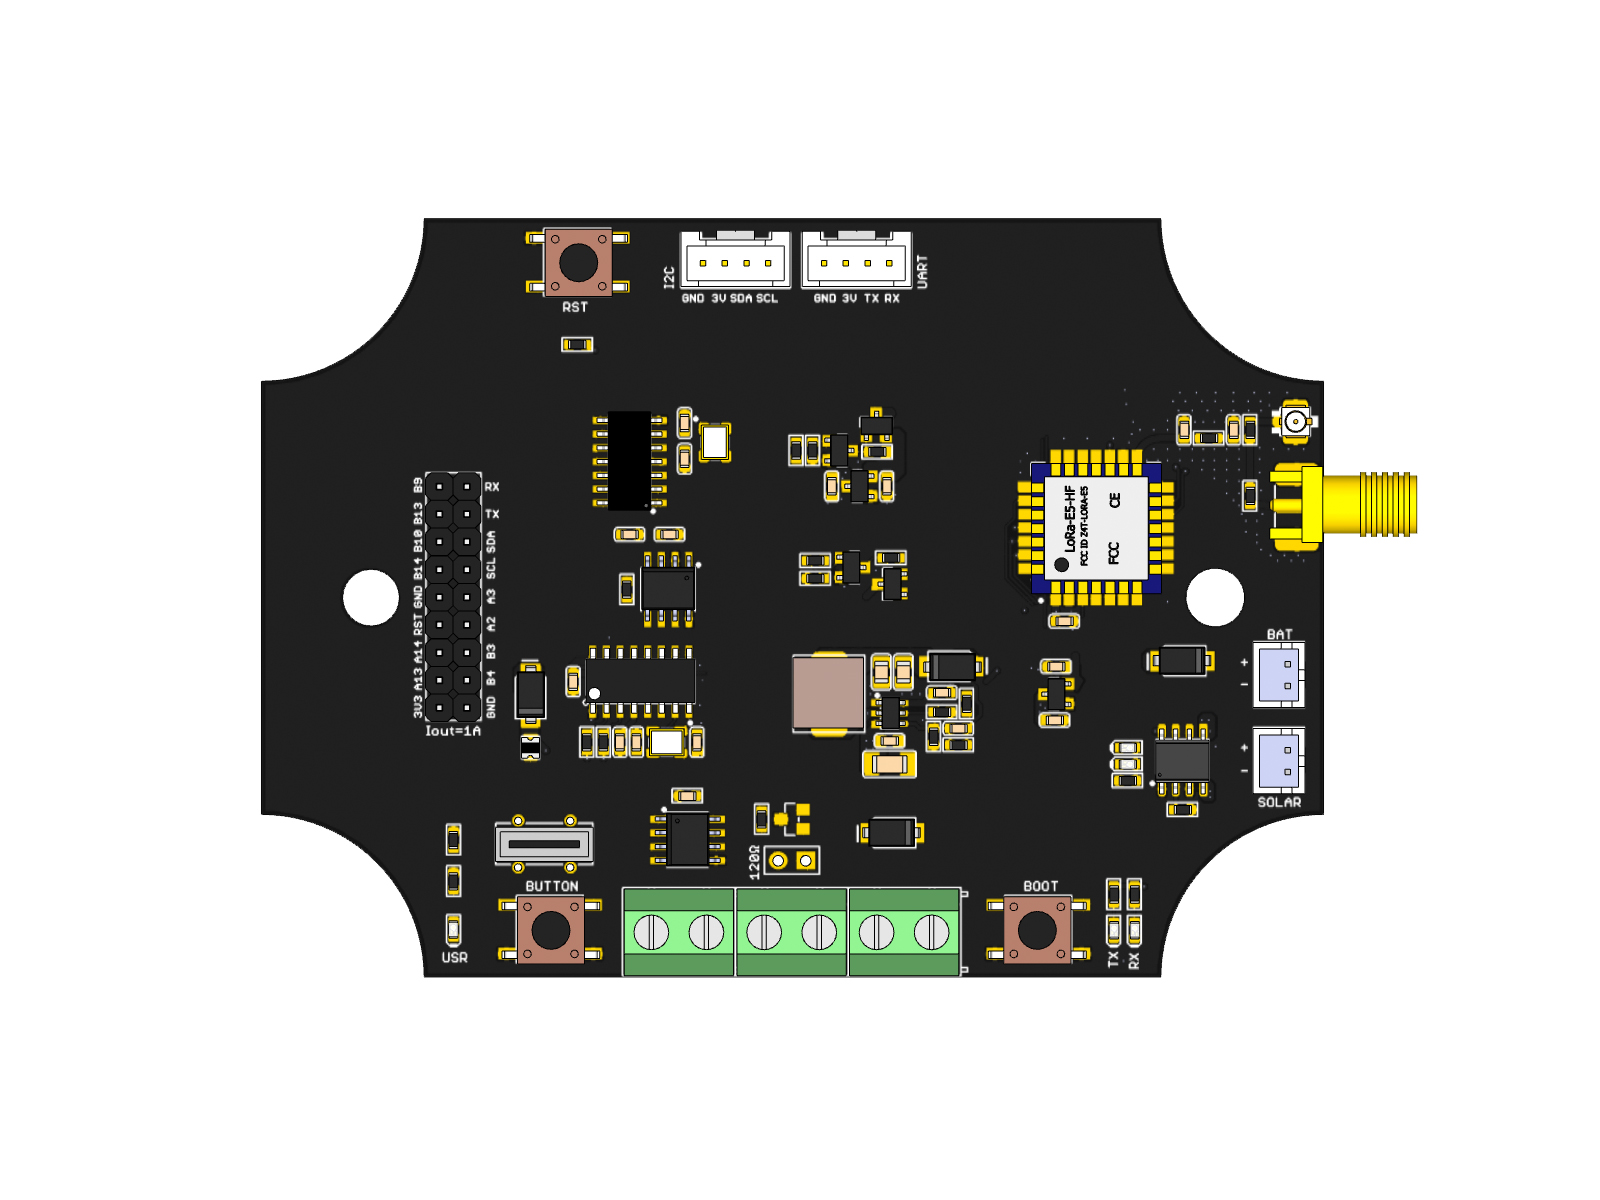 RST
I2C
GND 3V SDA SCL
UART
GND 3V TX RX
B9 RX
B13 TX
B10 SDA
B14 SCL
GND A3
RST A2
A14 B3
A13 B4
3V3 GND
Iout=1A
LoRa-E5-HF
FCC ID Z4T-LORA-E5
FCC CE
BAT
+
-
+
-
SOLAR
120Ω
BUTTON
BOOT
USR
TX
RX